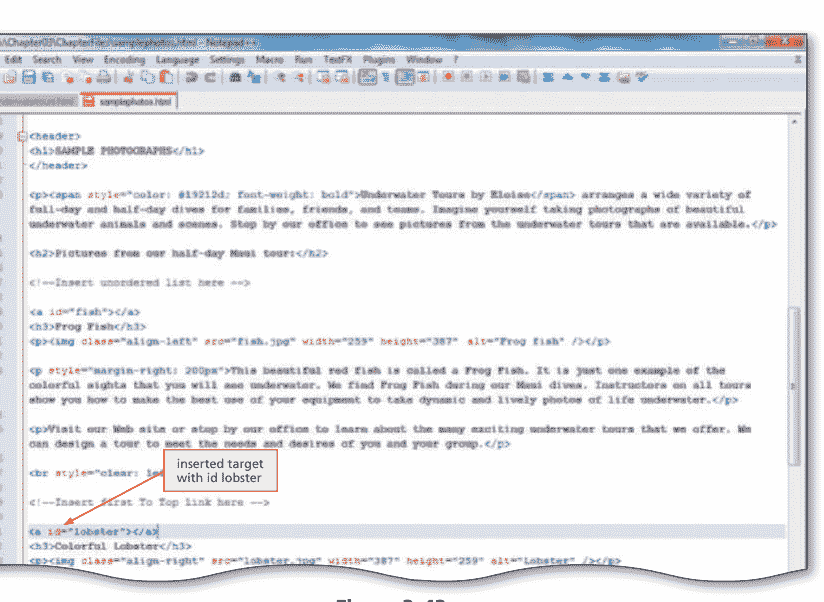 Edit Search View Encoding Language Settings Macro Run TextFX Plugins Window ?
samplephotos.html
<header>
<h1>SAMPLE PHOTOGRAPHS</h1>
</header>
<p><span style="color: #19212d; font-weight: bold">Underwater Tours by Eloise</span> arranges a wide variety of
full-day and half-day dives for families, friends, and teams. Imagine yourself taking photographs of beautiful
underwater animals and scenes. Stop by our office to see pictures from the underwater tours that are available.</p>
<h2>Pictures from our half-day Maui tour:</h2>
<!--Insert unordered list here -->
<a id="fish"></a>
<h3>Frog Fish</h3>
<p><img class="align-left" src="fish.jpg" width="259" height="387" alt="Frog fish" /></p>
<p style="margin-right: 200px">This beautiful red fish is called a Frog Fish. It is just one example of the
colorful sights that you will see underwater. We find Frog Fish during our Maui dives. Instructors on all tours
show you how to make the best use of your equipment to take dynamic and lively photos of life underwater.</p>
<p>Visit our Web site or stop by our office to learn about the many exciting underwater tours that we offer. We
can design a tour to meet the needs and desires of you and your group.</p>
<br style="clear: le
inserted target
with id lobster
<!--Insert first To Top link here -->
<a id="lobster"></a>
<h3>Colorful Lobster</h3>
<p><img class="align-right" src="lobster.jpg" width="387" height="259" alt="Lobster" /></p>